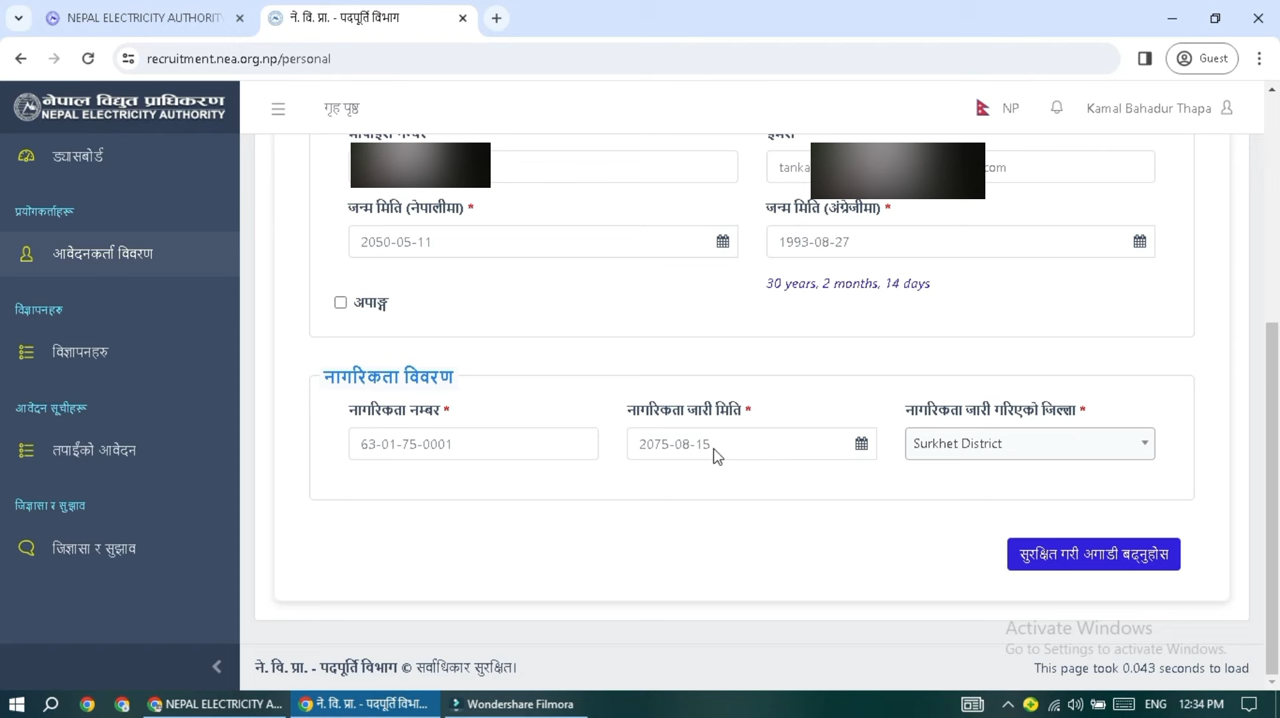 NEPAL ELECTRICITY AUTHORITY
ने. वि. प्रा. - पदपूर्ति विभाग
recruitment.nea.org.np/personal
Guest
नेपाल विद्युत प्राधिकरण
NEPAL ELECTRICITY AUTHORITY
गृह पृष्ठ
NP
Kamal Bahadur Thapa
ड्यासबोर्ड
प्रयोगकर्ताहरू
आवेदनकर्ता विवरण
विज्ञापनहरु
विज्ञापनहरु
आवेदन सूचीहरू
तपाईंको आवेदन
जिज्ञासा र सुझाव
जिज्ञासा र सुझाव
tanka
com
जन्म मिति (नेपालीमा) *
जन्म मिति (अंग्रेजीमा) *
2050-05-11
1993-08-27
30 years, 2 months, 14 days
अपाङ्ग
नागरिकता विवरण
नागरिकता नम्बर *
नागरिकता जारी मिति *
नागरिकता जारी गरिएको जिल्ला *
63-01-75-0001
2075-08-15
Surkhet District
सुरक्षित गरी अगाडी बढ्नुहोस
Activate Windows
Go to Settings to activate Windows.
ने. वि. प्रा. - पदपूर्ति विभाग © सर्वाधिकार सुरक्षित।
This page took 0.043 seconds to load
NEPAL ELECTRICITY A...
ने. वि. प्रा. - पदपूर्ति विभा...
Wondershare Filmora
ENG
12:34 PM